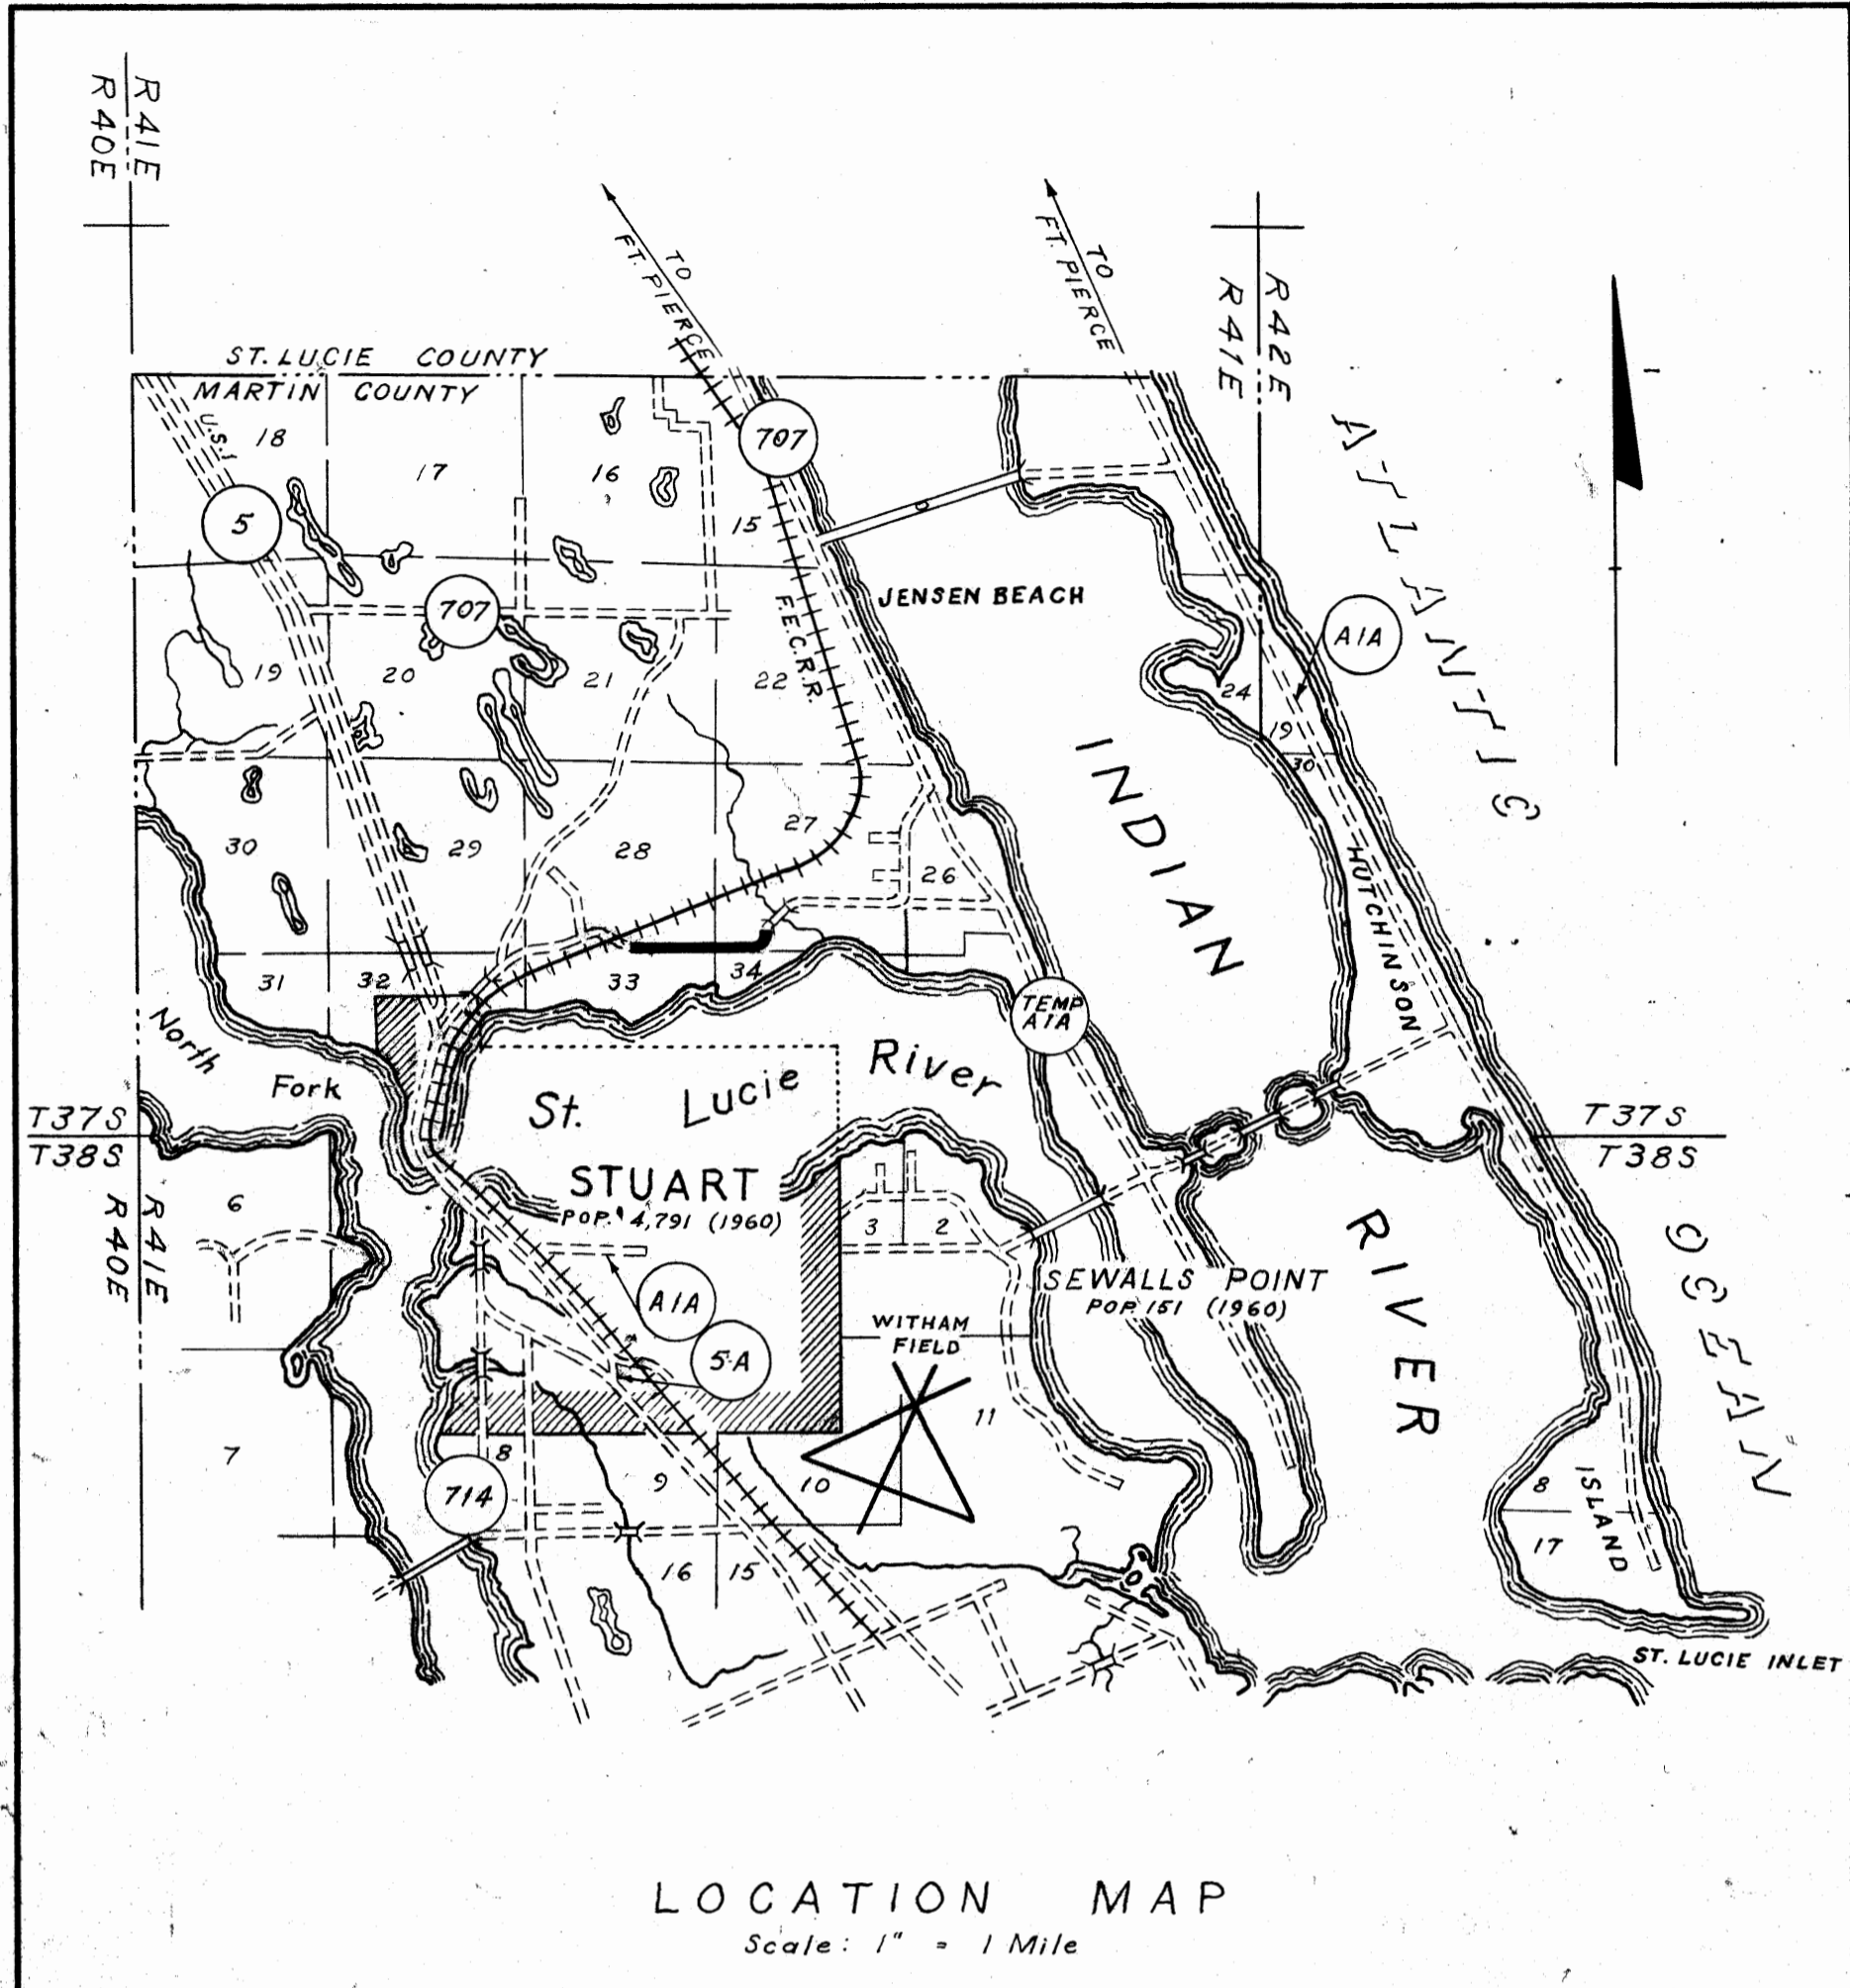 R41E
R40E
TO
FT. PIERCE
TO
FT. PIERCE
R42E
R41E
ST. LUCIE COUNTY
MARTIN COUNTY
U.S.1
18
17
16
15
707
5
707
JENSEN BEACH
F.E.C.R.R.
A1A
ATLANTIC
OCEAN
19
20
21
22
24
19
30
INDIAN
RIVER
HUTCHINSON
ISLAND
30
29
28
27
26
31
32
33
34
TEMP
A1A
North
Fork
St. Lucie River
T37S
T38S
T37S
T38S
R41E
R40E
STUART
POP. 4,791 (1960)
6
3
2
A1A
5-A
SEWALLS POINT
POP. 151 (1960)
WITHAM
FIELD
11
7
8
714
9
10
16
15
8
17
ST. LUCIE INLET
LOCATION MAP
Scale: 1" = 1 Mile